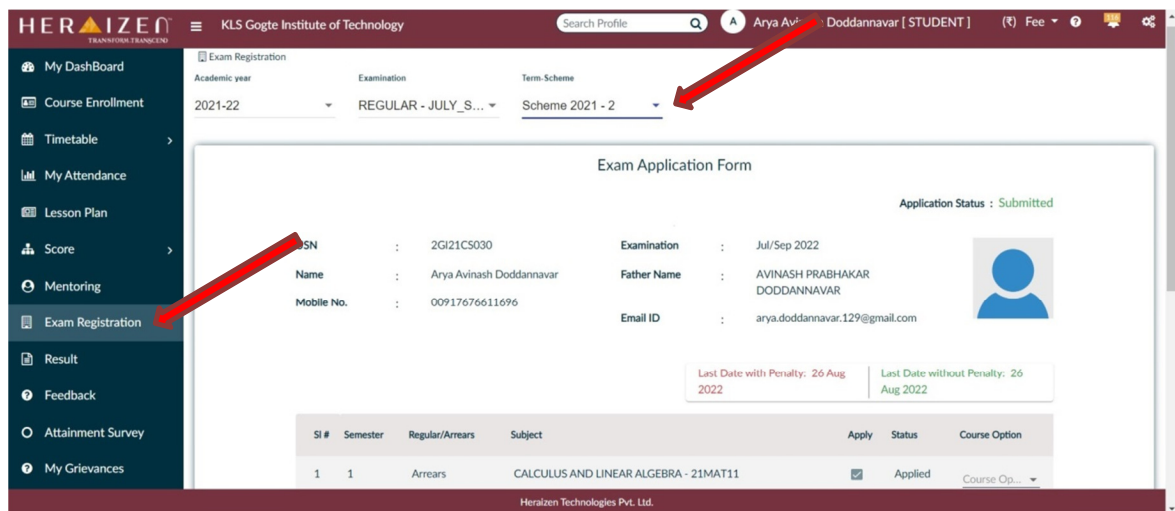 HERAIZEN
TRANSFORM.TRANSCEND
KLS Gogte Institute of Technology
Search Profile
A
Arya Avi Doddannavar [ STUDENT ]
(₹) Fee
My DashBoard
Course Enrollment
Timetable
My Attendance
Lesson Plan
Score
Mentoring
Exam Registration
Result
Feedback
Attainment Survey
My Grievances
Exam Registration
Academic year
Examination
Term-Scheme
2021-22
REGULAR - JULY_S...
Scheme 2021 - 2
Exam Application Form
Application Status : Submitted
USN : 2GI21CS030
Examination : Jul/Sep 2022
Name : Arya Avinash Doddannavar
Father Name : AVINASH PRABHAKAR
DODDANNAVAR
Mobile No. : 00917676611696
Email ID : arya.doddannavar.129@gmail.com
Last Date with Penalty: 26 Aug
2022
Last Date without Penalty: 26
Aug 2022
Sl # Semester Regular/Arrears Subject Apply Status Course Option
1 1 Arrears CALCULUS AND LINEAR ALGEBRA - 21MAT11 Applied Course Op...
Heraizen Technologies Pvt. Ltd.